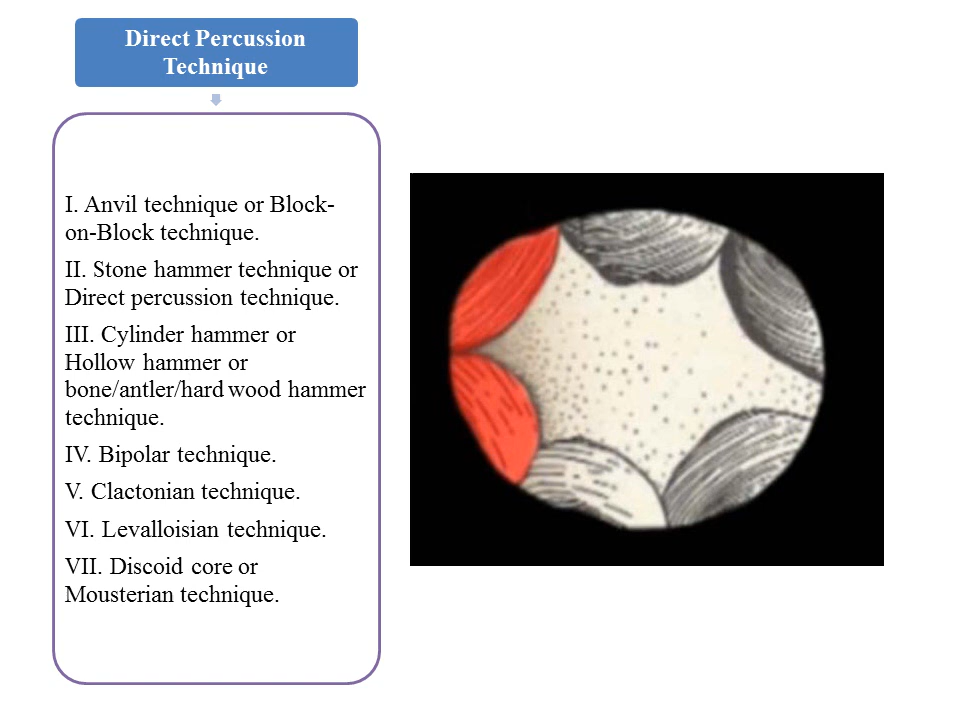 Direct Percussion
Technique
I. Anvil technique or Block-
on-Block technique.
II. Stone hammer technique or
Direct percussion technique.
III. Cylinder hammer or
Hollow hammer or
bone/antler/hard wood hammer
technique.
IV. Bipolar technique.
V. Clactonian technique.
VI. Levalloisian technique.
VII. Discoid core or
Mousterian technique.